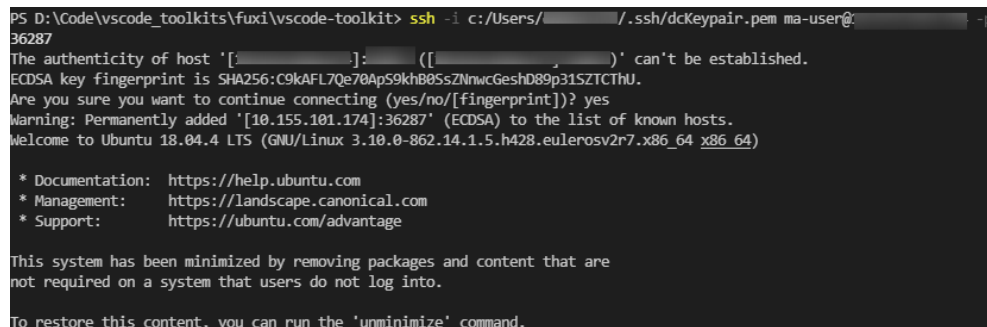 PS D:\Code\vscode_toolkits\fuxi\vscode-toolkit> ssh -i c:/Users/ /.ssh/dcKeypair.pem ma-user@ -p
36287
The authenticity of host '[ ]: ([ ] )' can't be established.
ECDSA key fingerprint is SHA256:C9kAFL7Qe70ApS9khB0SsZNnwcGeshD89p31SZTCThU.
Are you sure you want to continue connecting (yes/no/[fingerprint])? yes
Warning: Permanently added '[10.155.101.174]:36287' (ECDSA) to the list of known hosts.
Welcome to Ubuntu 18.04.4 LTS (GNU/Linux 3.10.0-862.14.1.5.h428.eulerosv2r7.x86_64 x86_64)
* Documentation: https://help.ubuntu.com
* Management: https://landscape.canonical.com
* Support: https://ubuntu.com/advantage
This system has been minimized by removing packages and content that are
not required on a system that users do not log into.
To restore this content, you can run the 'unminimize' command.